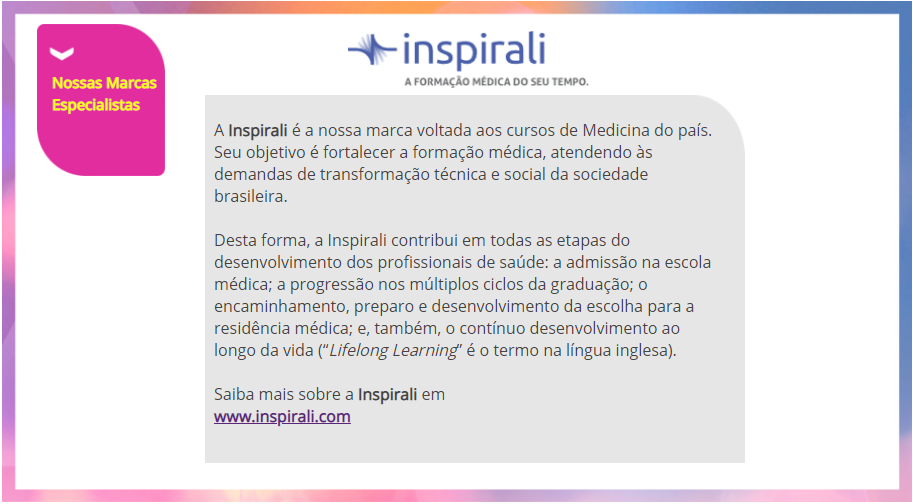 Nossas Marcas
Especialistas
inspirali
A FORMAÇÃO MÉDICA DO SEU TEMPO.
A Inspirali é a nossa marca voltada aos cursos de Medicina do país.
Seu objetivo é fortalecer a formação médica, atendendo às
demandas de transformação técnica e social da sociedade
brasileira.
Desta forma, a Inspirali contribui em todas as etapas do
desenvolvimento dos profissionais de saúde: a admissão na escola
médica; a progressão nos múltiplos ciclos da graduação; o
encaminhamento, preparo e desenvolvimento da escolha para a
residência médica; e, também, o contínuo desenvolvimento ao
longo da vida (“Lifelong Learning” é o termo na língua inglesa).
Saiba mais sobre a Inspirali em
www.inspirali.com